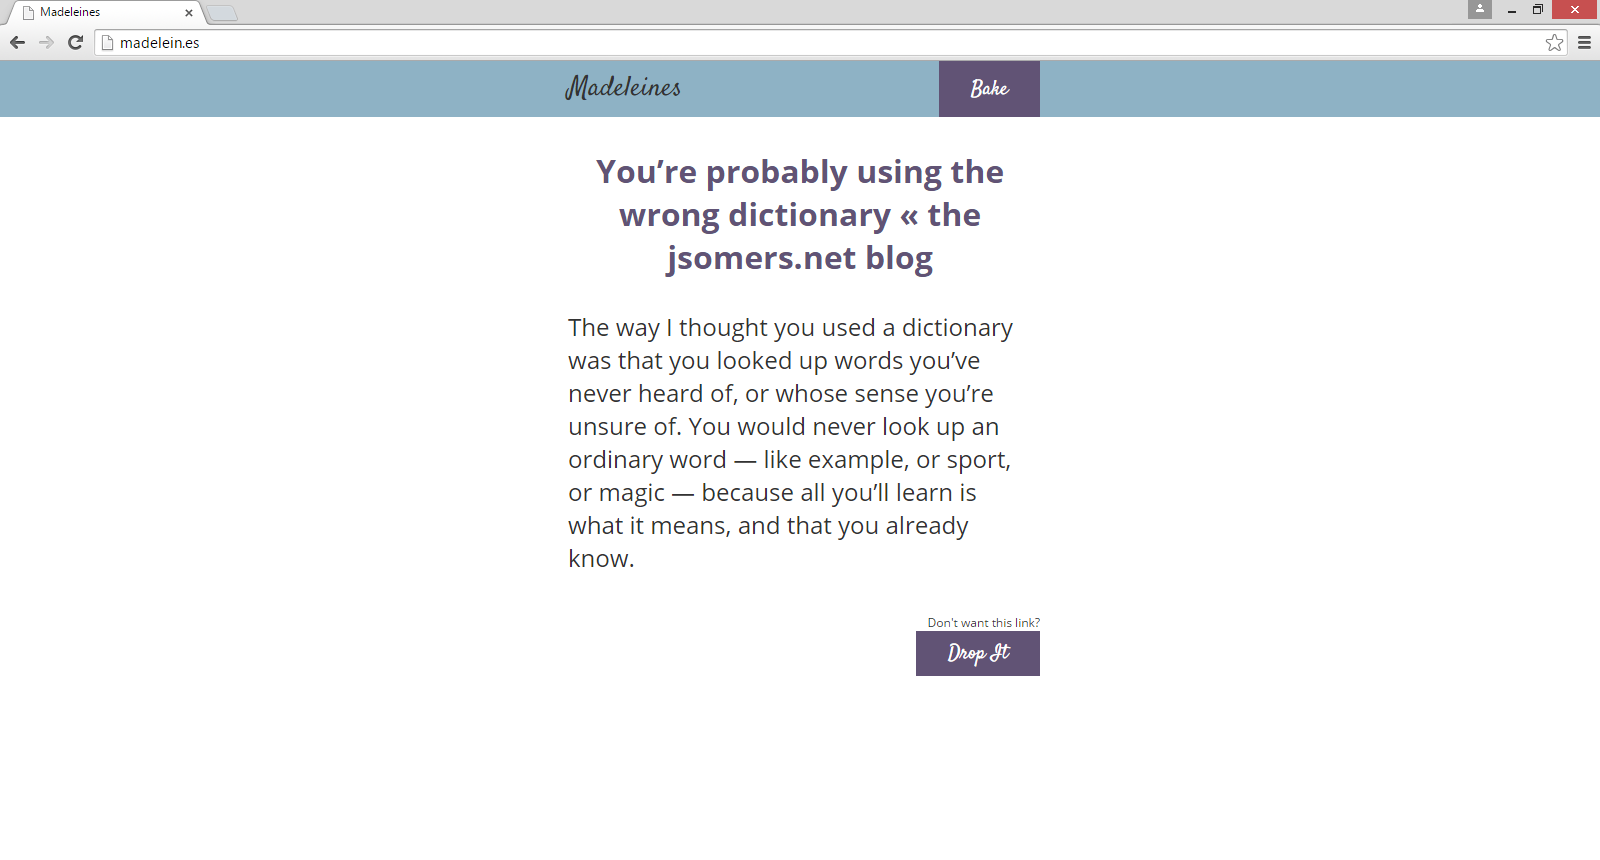 Madeleines
madelein.es
Madeleines
Bake
You’re probably using the
wrong dictionary « the
jsomers.net blog
The way I thought you used a dictionary
was that you looked up words you’ve
never heard of, or whose sense you’re
unsure of. You would never look up an
ordinary word — like example, or sport,
or magic — because all you’ll learn is
what it means, and that you already
know.
Don't want this link?
Drop It